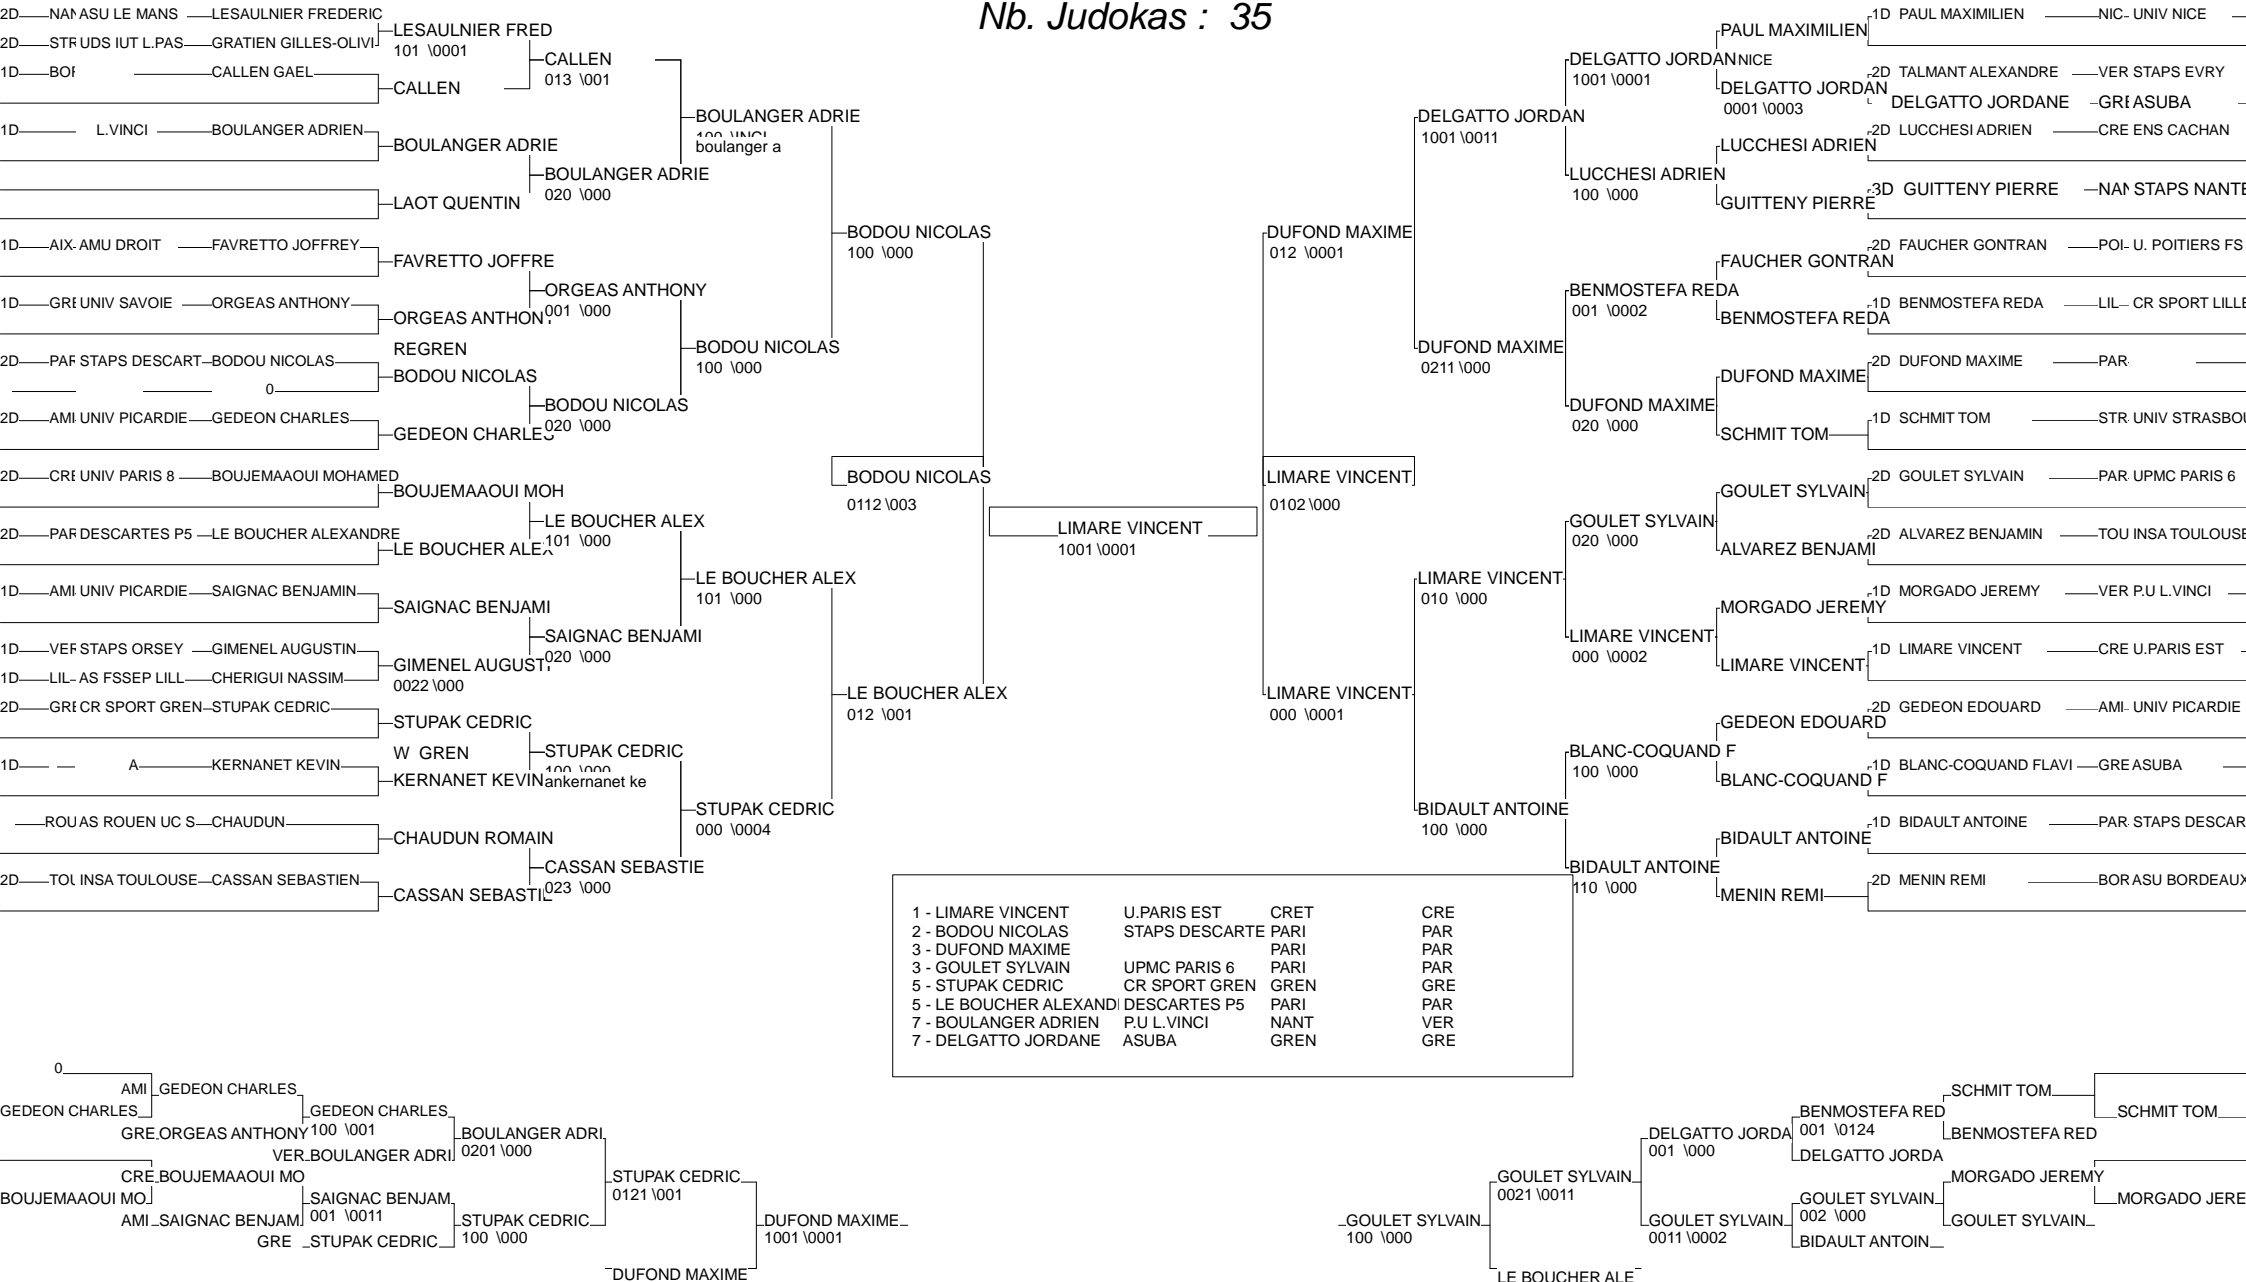 Nb. Judokas : 35
2D NAN ASU LE MANS LESAULNIER FREDERIC
2D STR UDS IUT L.PAS GRATIEN GILLES-OLIVI
1D CALLEN GAEL
1D L.VINCI BOULANGER ADRIEN
1D AIX- AMU DROIT FAVRETTO JOFFREY
1D GRE UNIV SAVOIE ORGEAS ANTHONY
2D PAR STAPS DESCART BODOU NICOLAS
0
2D AMI UNIV PICARDIE GEDEON CHARLES
2D CRE UNIV PARIS 8 BOUJEMAAOUI MOHAMED
2D PAR DESCARTES P5 LE BOUCHER ALEXANDRE
1D AMI UNIV PICARDIE SAIGNAC BENJAMIN
1D VER STAPS ORSEY GIMENEL AUGUSTIN
1D LIL- AS FSSEP LILL CHERIGUI NASSIM
2D GRE CR SPORT GREN STUPAK CEDRIC
1D A KERNANET KEVIN
ROU AS ROUEN UC S CHAUDUN
2D TOU INSA TOULOUSE CASSAN SEBASTIEN
LESAULNIER FRED
101 \0001
CALLEN
BOULANGER ADRIE
LAOT QUENTIN
FAVRETTO JOFFRE
ORGEAS ANTHONY
REGREN
BODOU NICOLAS
GEDEON CHARLES
BOUJEMAAOUI MOH
LE BOUCHER ALEX
SAIGNAC BENJAMI
GIMENEL AUGUSTI
0022 \000
STUPAK CEDRIC
W GREN
KERNANET KEVIN
CHAUDUN ROMAIN
CASSAN SEBASTIE
CALLEN
013 \001
BOULANGER ADRIE
020 \000
ORGEAS ANTHONY
001 \000
BODOU NICOLAS
020 \000
LE BOUCHER ALEX
101 \000
SAIGNAC BENJAMI
020 \000
STUPAK CEDRIC
100 \000
ankernanet ke
CASSAN SEBASTIE
023 \000
BOULANGER ADRIE
100 \INCI
boulanger a
BODOU NICOLAS
100 \000
LE BOUCHER ALEX
101 \000
STUPAK CEDRIC
000 \0004
BODOU NICOLAS
100 \000
BODOU NICOLAS
0112 \003
LE BOUCHER ALEX
012 \001
LIMARE VINCENT
1001 \0001
DUFOND MAXIME
012 \0001
LIMARE VINCENT
0102 \000
LIMARE VINCENT
000 \0001
DELGATTO JORDAN
1001 \0011
DUFOND MAXIME
0211 \000
LIMARE VINCENT
010 \000
BIDAULT ANTOINE
100 \000
DELGATTO JORDAN NICE
1001 \0001
LUCCHESI ADRIEN
100 \000
BENMOSTEFA REDA
001 \0002
DUFOND MAXIME
020 \000
GOULET SYLVAIN
020 \000
LIMARE VINCENT
000 \0002
BLANC-COQUAND F
100 \000
BIDAULT ANTOINE
110 \000
PAUL MAXIMILIEN
DELGATTO JORDAN
0001 \0003
LUCCHESI ADRIEN
GUITTENY PIERRE
FAUCHER GONTRAN
BENMOSTEFA REDA
DUFOND MAXIME
SCHMIT TOM
GOULET SYLVAIN
ALVAREZ BENJAMI
MORGADO JEREMY
LIMARE VINCENT
GEDEON EDOUARD
BLANC-COQUAND F
BIDAULT ANTOINE
MENIN REMI
1D PAUL MAXIMILIEN NIC- UNIV NICE
2D TALMANT ALEXANDRE VER STAPS EVRY
DELGATTO JORDANE GRE ASUBA
2D LUCCHESI ADRIEN CRE ENS CACHAN
3D GUITTENY PIERRE NAN STAPS NANTE
2D FAUCHER GONTRAN POI- U. POITIERS FS
1D BENMOSTEFA REDA LIL- CR SPORT LILLE
2D DUFOND MAXIME PAR
1D SCHMIT TOM STR UNIV STRASBOU
2D GOULET SYLVAIN PAR UPMC PARIS 6
2D ALVAREZ BENJAMIN TOU INSA TOULOUSE
1D MORGADO JEREMY VER P.U L.VINCI
1D LIMARE VINCENT CRE U.PARIS EST
2D GEDEON EDOUARD AMI- UNIV PICARDIE
1D BLANC-COQUAND FLAVI GRE ASUBA
1D BIDAULT ANTOINE PAR STAPS DESCAR
2D MENIN REMI BOR ASU BORDEAUX
1 - LIMARE VINCENT U.PARIS EST CRET CRE
2 - BODOU NICOLAS STAPS DESCARTE PARI PAR
3 - DUFOND MAXIME PARI PAR
3 - GOULET SYLVAIN UPMC PARIS 6 PARI PAR
5 - STUPAK CEDRIC CR SPORT GREN GREN GRE
5 - LE BOUCHER ALEXAND DESCARTES P5 PARI PAR
7 - BOULANGER ADRIEN P.U L.VINCI NANT VER
7 - DELGATTO JORDANE ASUBA GREN GRE
0
GEDEON CHARLES
BOUJEMAAOUI MO
AMI GEDEON CHARLES
GRE ORGEAS ANTHONY
CRE BOUJEMAAOUI MO
AMI SAIGNAC BENJAM
GEDEON CHARLES
100 \001
VER BOULANGER ADRI
SAIGNAC BENJAM
001 \0011
GRE STUPAK CEDRIC
BOULANGER ADRI
0201 \000
STUPAK CEDRIC
100 \000
STUPAK CEDRIC
0121 \001
DUFOND MAXIME
DUFOND MAXIME
1001 \0001
GOULET SYLVAIN
100 \000
GOULET SYLVAIN
0021 \0011
LE BOUCHER ALE
DELGATTO JORDA
001 \000
GOULET SYLVAIN
0011 \0002
BENMOSTEFA RED
001 \0124
DELGATTO JORDA
GOULET SYLVAIN
002 \000
BIDAULT ANTOIN
SCHMIT TOM
BENMOSTEFA RED
MORGADO JEREMY
GOULET SYLVAIN
SCHMIT TOM
MORGADO JERE